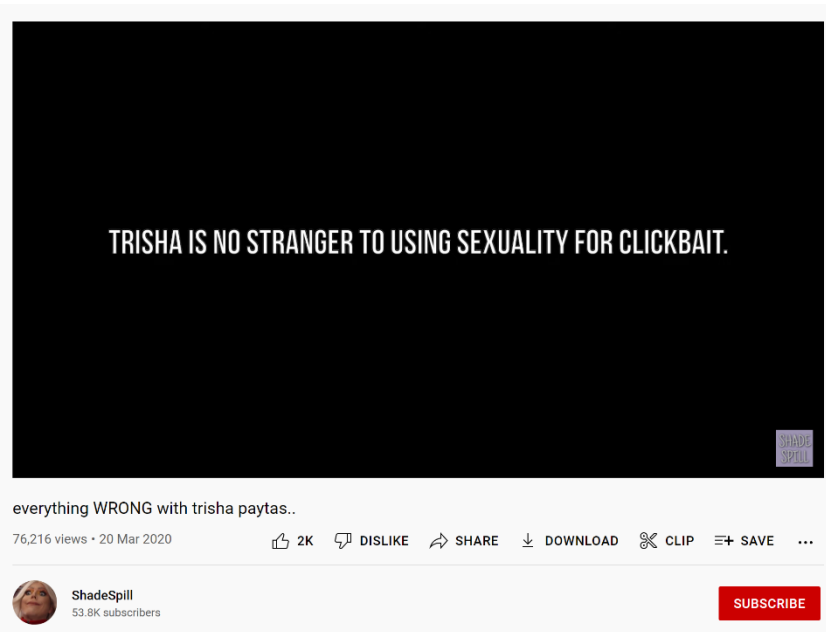 TRISHA IS NO STRANGER TO USING SEXUALITY FOR CLICKBAIT.
SHADE
SPILL
everything WRONG with trisha paytas..
76,216 views • 20 Mar 2020
2K DISLIKE SHARE DOWNLOAD CLIP SAVE ...
ShadeSpill
53.8K subscribers
SUBSCRIBE